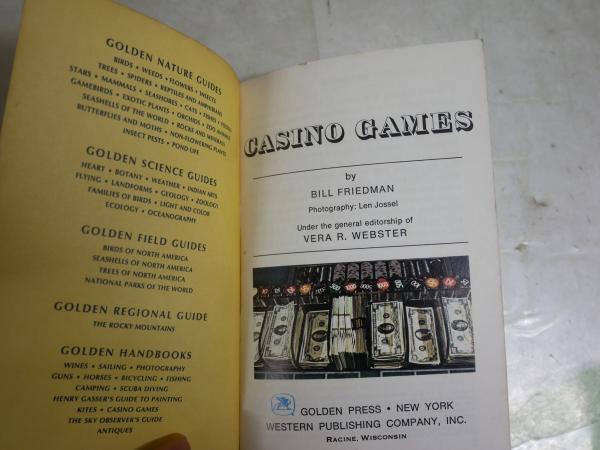 GOLDEN NATURE GUIDES
BIRDS • WEEDS • FLOWERS • INSECTS
TREES • SPIDERS • REPTILES AND AMPHIBIANS
STARS • MAMMALS • SEASHORES • CATS • FISHES • FISHING
GAMEBIRDS • EXOTIC PLANTS • ORCHIDS • ZOO ANIMALS
SEASHELLS OF THE WORLD • ROCKS AND MINERALS
BUTTERFLIES AND MOTHS • NON-FLOWERING PLANTS
INSECT PESTS • POND LIFE
GOLDEN SCIENCE GUIDES
HEART • BOTANY • WEATHER • INDIAN ARTS
FLYING • LANDFORMS • GEOLOGY • ZOOLOGY
FAMILIES OF BIRDS • LIGHT AND COLOR
ECOLOGY • OCEANOGRAPHY
GOLDEN FIELD GUIDES
BIRDS OF NORTH AMERICA
SEASHELLS OF NORTH AMERICA
TREES OF NORTH AMERICA
NATIONAL PARKS OF THE WORLD
GOLDEN REGIONAL GUIDE
THE ROCKY MOUNTAINS
GOLDEN HANDBOOKS
WINES • SAILING • PHOTOGRAPHY
GUNS • HORSES • BICYCLING • FISHING
CAMPING • SCUBA DIVING
HENRY GASSER'S GUIDE TO PAINTING
KITES • CASINO GAMES
THE SKY OBSERVER'S GUIDE
ANTIQUES
CASINO GAMES
by
BILL FRIEDMAN
Photography: Len Jossel
Under the general editorship of
VERA R. WEBSTER
GOLDEN PRESS • NEW YORK
WESTERN PUBLISHING COMPANY, INC.
RACINE, WISCONSIN